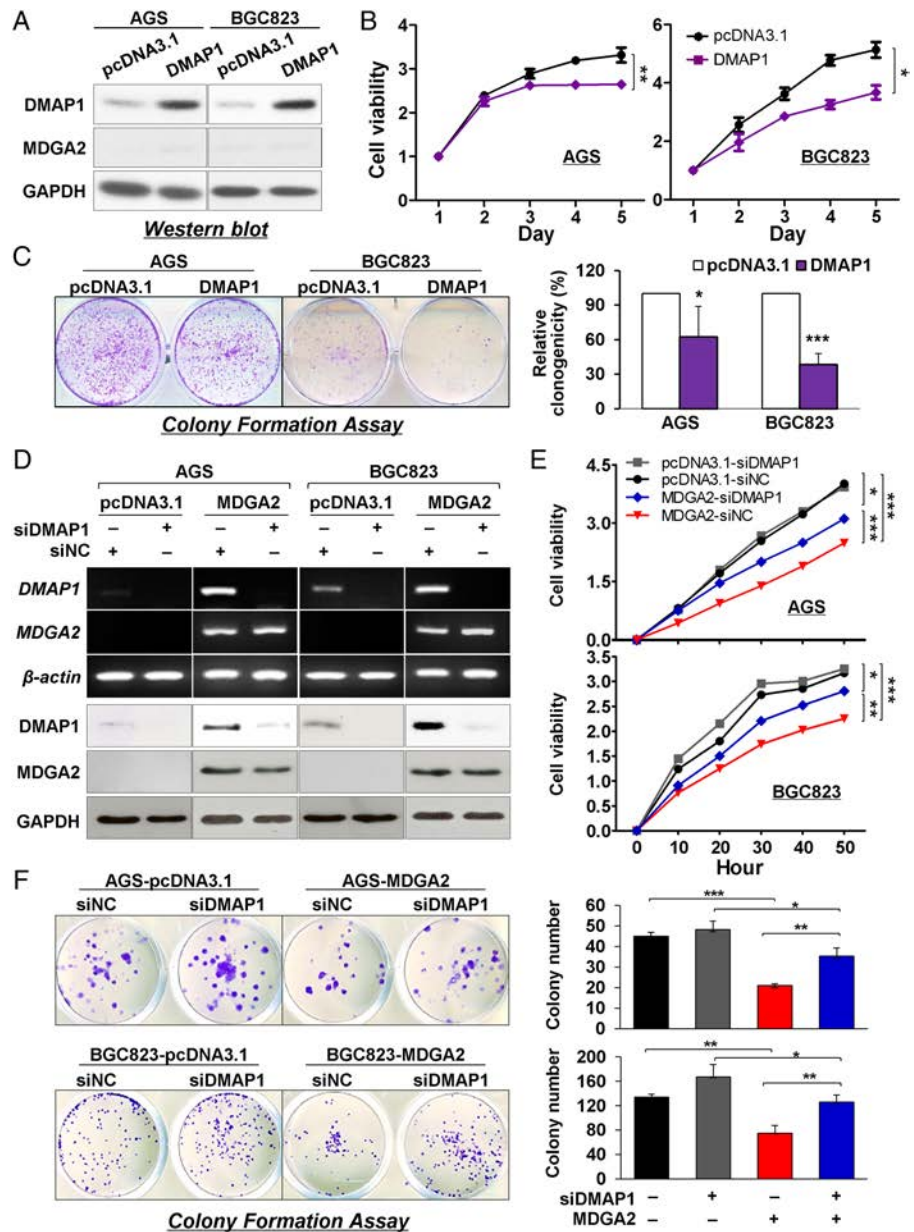 A
AGS BGC823
pcDNA3.1 DMAP1 pcDNA3.1 DMAP1
DMAP1
MDGA2
GAPDH
Western blot
B
Cell viability
3
2
1
0
1 2 3 4 5
Day
**
AGS
pcDNA3.1
DMAP1
6
4
2
0
1 2 3 4 5
Day
*
BGC823
C
AGS BGC823
pcDNA3.1 DMAP1 pcDNA3.1 DMAP1
Colony Formation Assay
pcDNA3.1 DMAP1
Relative
clonogenicity (%)
120
90
60
30
0
* ***
AGS BGC823
D
AGS BGC823
pcDNA3.1 MDGA2 pcDNA3.1 MDGA2
siDMAP1 – + – + – + – +
siNC + – + – + – + –
DMAP1
MDGA2
β-actin
DMAP1
MDGA2
GAPDH
E
pcDNA3.1-siDMAP1
pcDNA3.1-siNC
MDGA2-siDMAP1
MDGA2-siNC
Cell viability
4.5
3.0
1.5
0.0
* *** ***
AGS
Cell viability
3.5
3.0
2.5
2.0
1.5
1.0
0.5
0.0
* ** ***
BGC823
0 10 20 30 40 50
Hour
F
AGS-pcDNA3.1 AGS-MDGA2
siNC siDMAP1 siNC siDMAP1
BGC823-pcDNA3.1 BGC823-MDGA2
siNC siDMAP1 siNC siDMAP1
Colony Formation Assay
Colony number
60
50
40
30
20
10
0
***
*
**
Colony number
200
160
120
80
40
0
**
*
**
siDMAP1 – + – +
MDGA2 – – + +